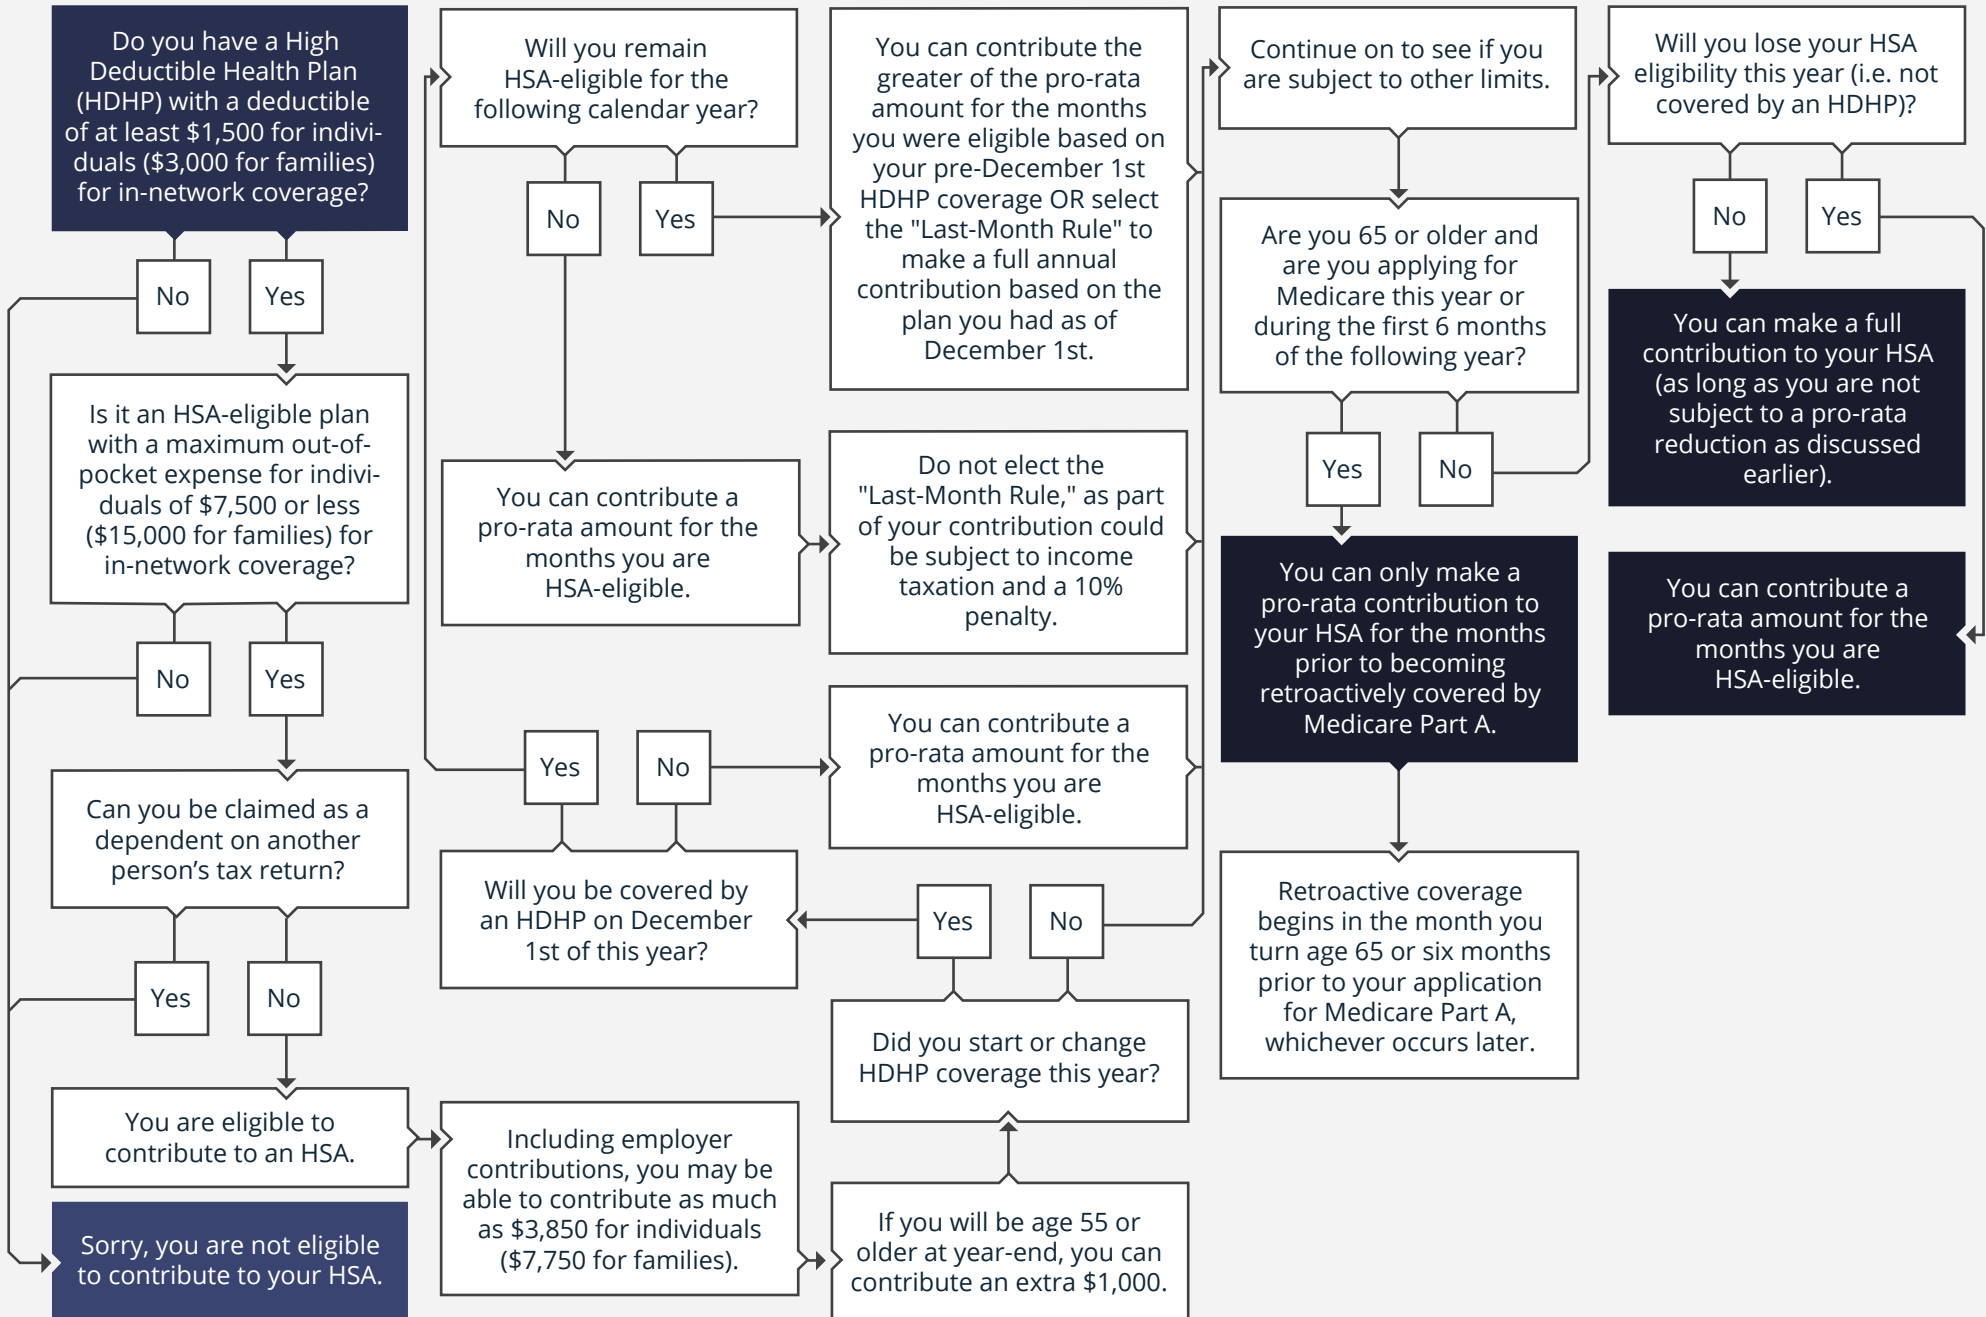 Do you have a High
Deductible Health Plan
(HDHP) with a deductible
of at least $1,500 for indivi-
duals ($3,000 for families)
for in-network coverage?
No
Yes
Is it an HSA-eligible plan
with a maximum out-of-
pocket expense for indivi-
duals of $7,500 or less
($15,000 for families) for
in-network coverage?
No
Yes
Can you be claimed as a
dependent on another
person’s tax return?
Yes
No
You are eligible to
contribute to an HSA.
Sorry, you are not eligible
to contribute to your HSA.
Including employer
contributions, you may be
able to contribute as much
as $3,850 for individuals
($7,750 for families).
If you will be age 55 or
older at year-end, you can
contribute an extra $1,000.
Did you start or change
HDHP coverage this year?
Yes
No
Will you be covered by
an HDHP on December
1st of this year?
Yes
No
You can contribute a
pro-rata amount for the
months you are
HSA-eligible.
Will you remain
HSA-eligible for the
following calendar year?
No
Yes
You can contribute a
pro-rata amount for the
months you are
HSA-eligible.
Do not elect the
"Last-Month Rule," as part
of your contribution could
be subject to income
taxation and a 10%
penalty.
You can contribute the
greater of the pro-rata
amount for the months
you were eligible based on
your pre-December 1st
HDHP coverage OR select
the "Last-Month Rule" to
make a full annual
contribution based on the
plan you had as of
December 1st.
Continue on to see if you
are subject to other limits.
Are you 65 or older and
are you applying for
Medicare this year or
during the first 6 months
of the following year?
Yes
No
You can only make a
pro-rata contribution to
your HSA for the months
prior to becoming
retroactively covered by
Medicare Part A.
Retroactive coverage
begins in the month you
turn age 65 or six months
prior to your application
for Medicare Part A,
whichever occurs later.
Will you lose your HSA
eligibility this year (i.e. not
covered by an HDHP)?
No
Yes
You can make a full
contribution to your HSA
(as long as you are not
subject to a pro-rata
reduction as discussed
earlier).
You can contribute a
pro-rata amount for the
months you are
HSA-eligible.